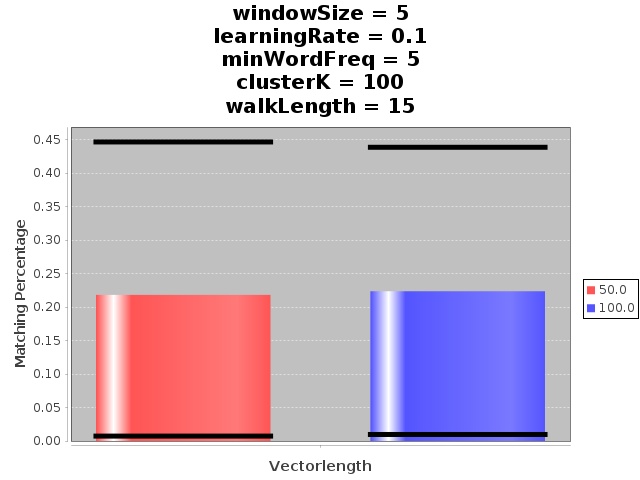 windowSize = 5
learningRate = 0.1
minWordFreq = 5
clusterK = 100
walkLength = 15
0.45
0.40
0.35
0.30
0.25
0.20
0.15
0.10
0.05
0.00
Matching Percentage
Vectorlength
50.0
100.0